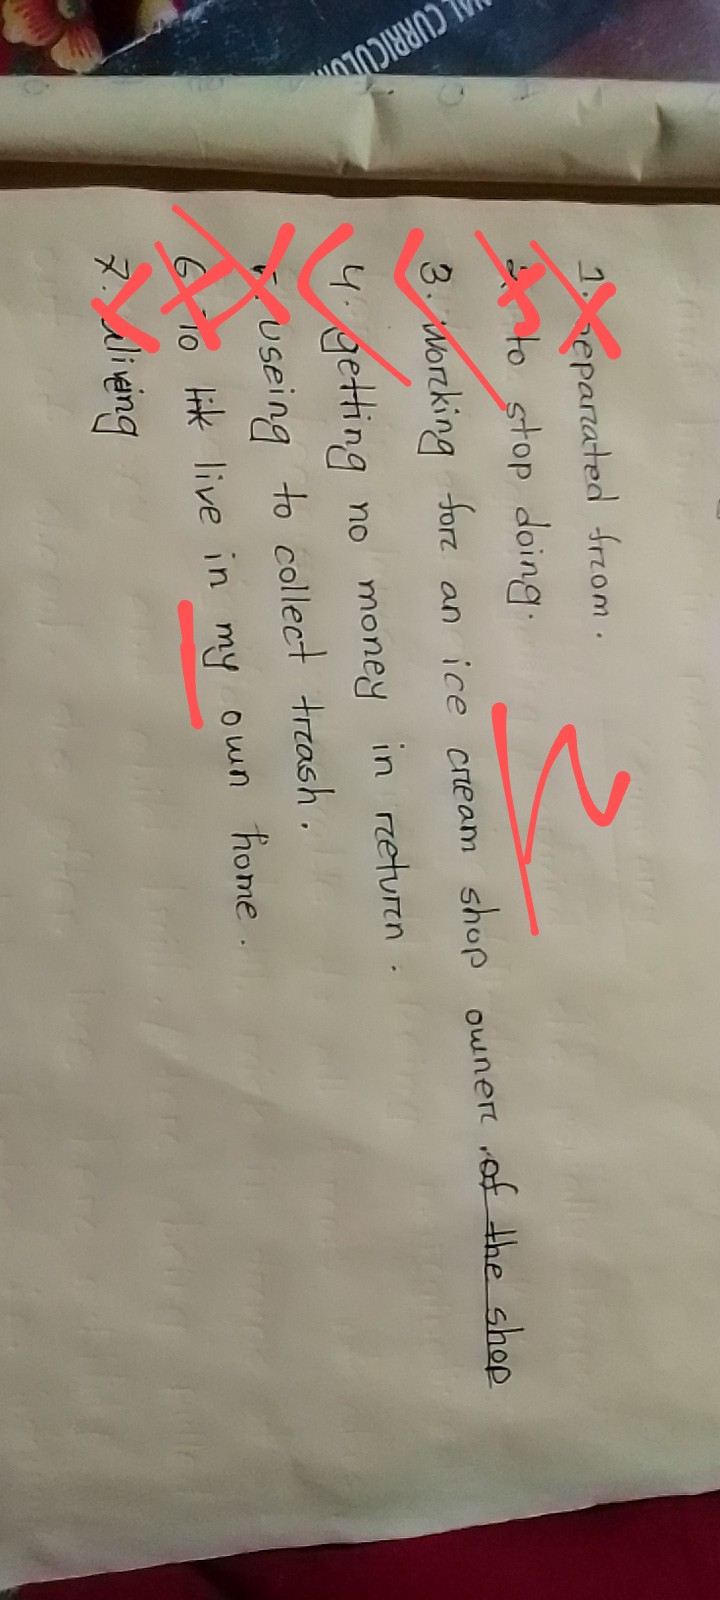 NAL CURRICULUM
1. Separated from.
2. to stop doing.
3. Working for an ice cream shop owner. of the shop
4. getting no money in return.
5. useing to collect trash.
6. To live in my own home.
7. living
2